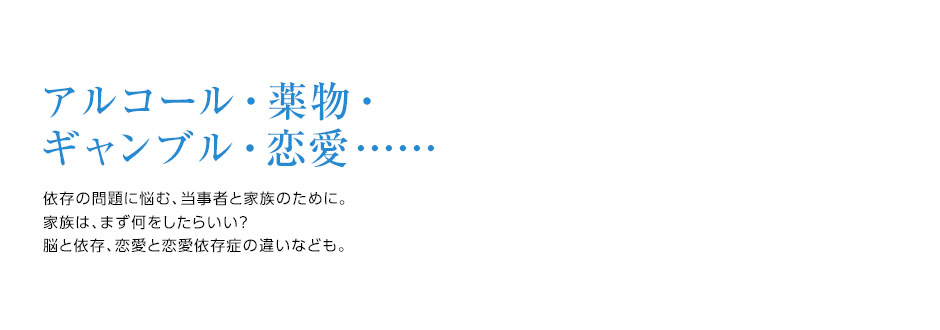 アルコール・薬物・
ギャンブル・恋愛……
依存の問題に悩む、当事者と家族のために。
家族は、まず何をしたらいい?
脳と依存、恋愛と恋愛依存症の違いなども。